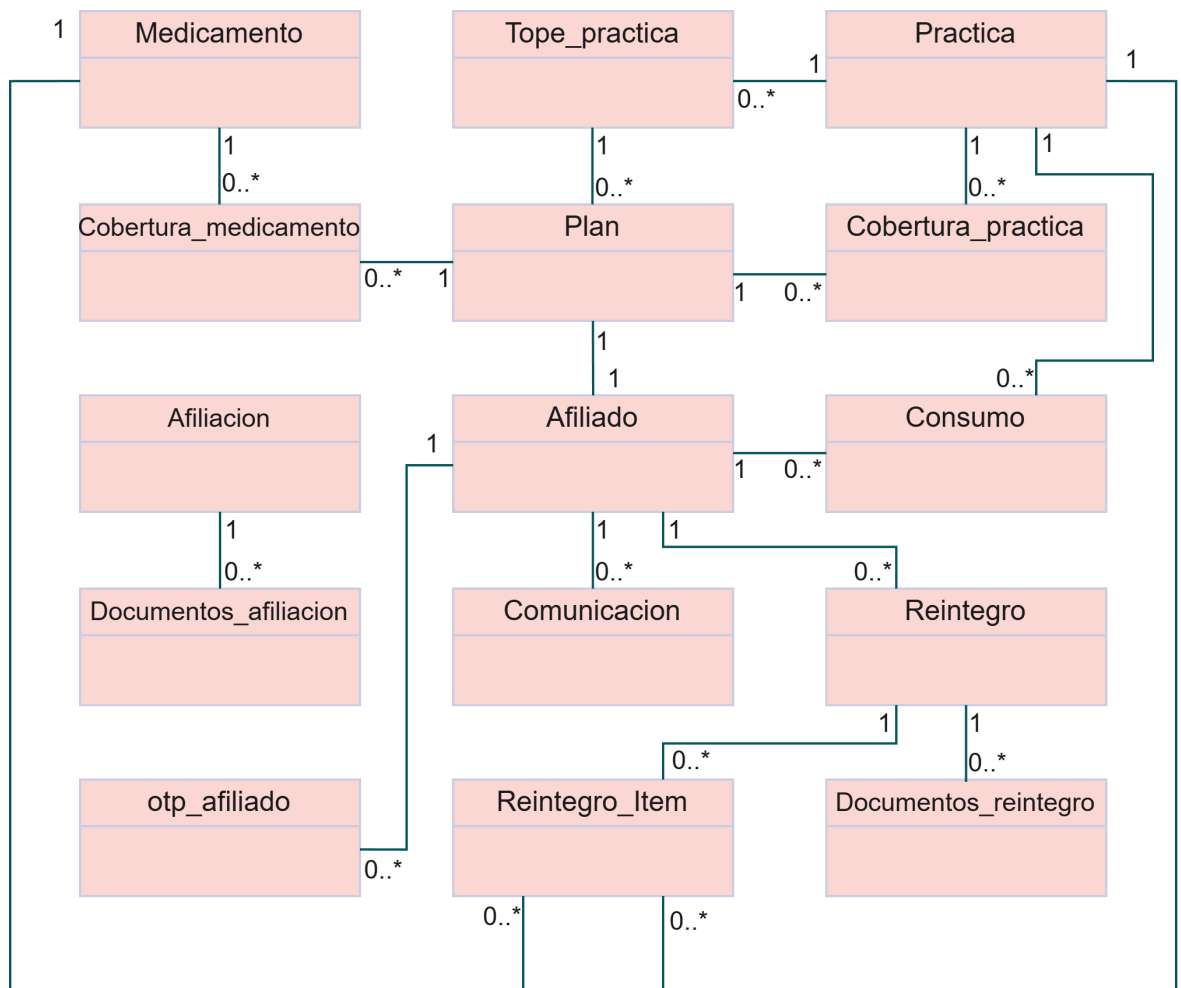 1
Medicamento
Tope_practica
Practica
1
1
0..*
1
0..*
1
0..*
1
0..*
1
Cobertura_medicamento
Plan
Cobertura_practica
0..*
1
1
0..*
1
1
0..*
Afiliacion
Afiliado
Consumo
1
1
0..*
1
0..*
1
0..*
1
0..*
Documentos_afiliacion
Comunicacion
Reintegro
1
0..*
1
0..*
otp_afiliado
Reintegro_Item
Documentos_reintegro
0..*
0..*
0..*